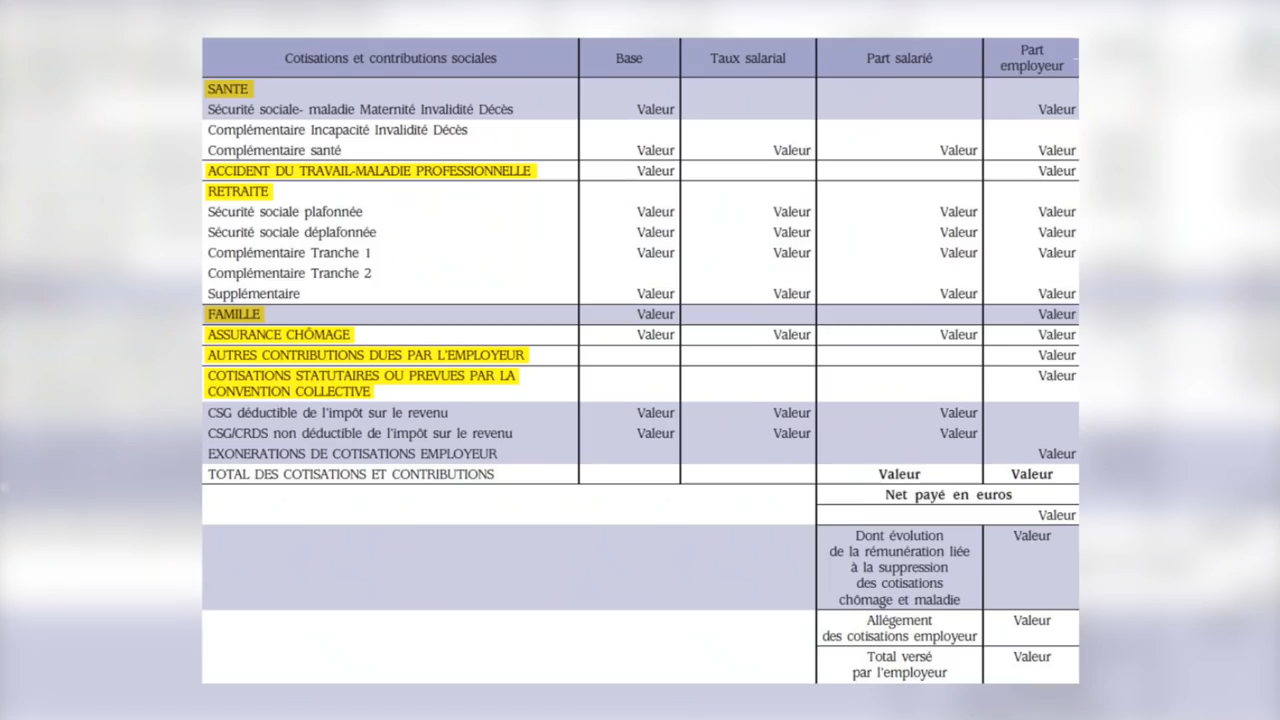 Cotisations et contributions sociales Base Taux salarial Part salarié Part employeur
SANTE
Sécurité sociale- maladie Maternité Invalidité Décès Valeur Valeur
Complémentaire Incapacité Invalidité Décès
Complémentaire santé Valeur Valeur Valeur Valeur
ACCIDENT DU TRAVAIL-MALADIE PROFESSIONNELLE Valeur Valeur
RETRAITE
Sécurité sociale plafonnée Valeur Valeur Valeur Valeur
Sécurité sociale déplafonnée Valeur Valeur Valeur Valeur
Complémentaire Tranche 1 Valeur Valeur Valeur Valeur
Complémentaire Tranche 2
Supplémentaire Valeur Valeur Valeur Valeur
FAMILLE Valeur Valeur
ASSURANCE CHÔMAGE Valeur Valeur Valeur Valeur
AUTRES CONTRIBUTIONS DUES PAR L'EMPLOYEUR Valeur
COTISATIONS STATUTAIRES OU PREVUES PAR LA Valeur
CONVENTION COLLECTIVE
CSG déductible de l'impôt sur le revenu Valeur Valeur Valeur
CSG/CRDS non déductible de l'impôt sur le revenu Valeur Valeur Valeur
EXONERATIONS DE COTISATIONS EMPLOYEUR Valeur
TOTAL DES COTISATIONS ET CONTRIBUTIONS Valeur Valeur
Net payé en euros
Valeur
Dont évolution Valeur
de la rémunération liée
à la suppression
des cotisations
chômage et maladie
Allégement Valeur
des cotisations employeur
Total versé Valeur
par l'employeur